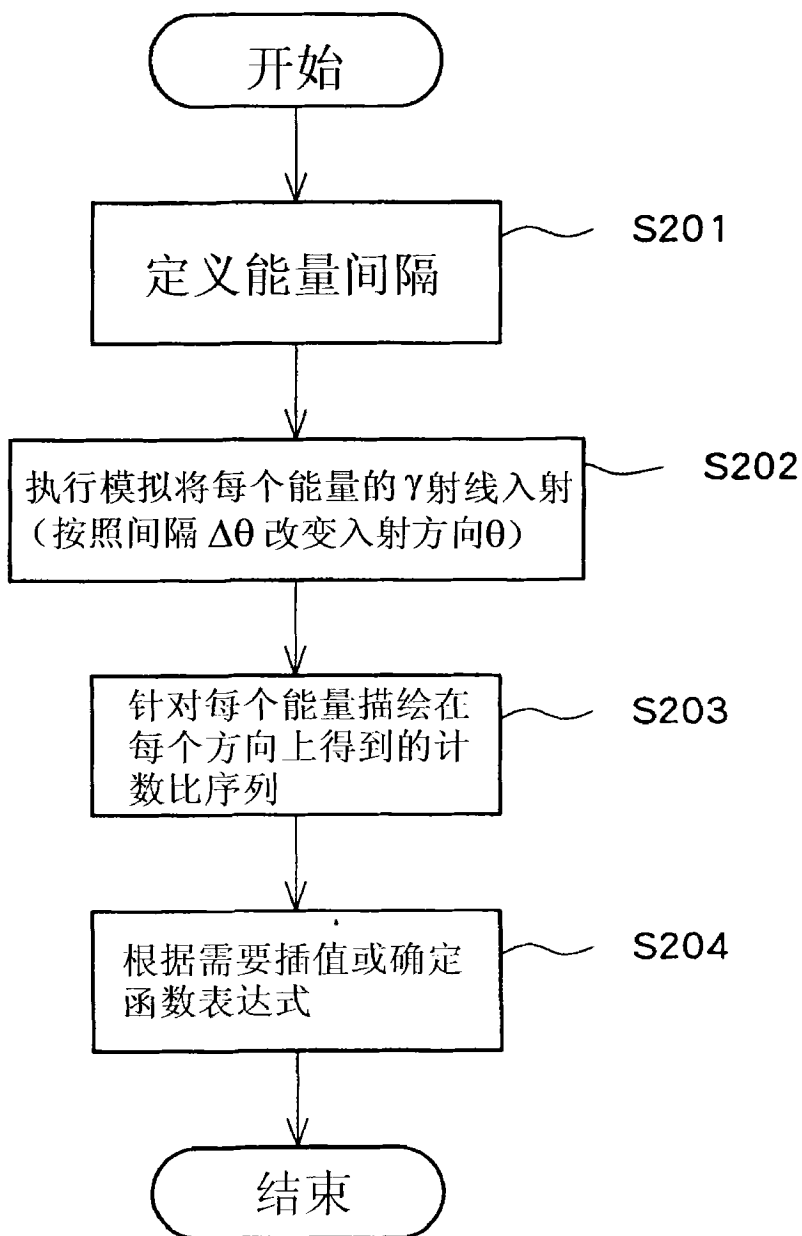 开始
定义能量间隔
S201
执行模拟将每个能量的γ射线入射
（按照间隔 Δθ 改变入射方向θ）
S202
针对每个能量描绘在
每个方向上得到的计
数比序列
S203
根据需要插值或确定
函数表达式
S204
结束